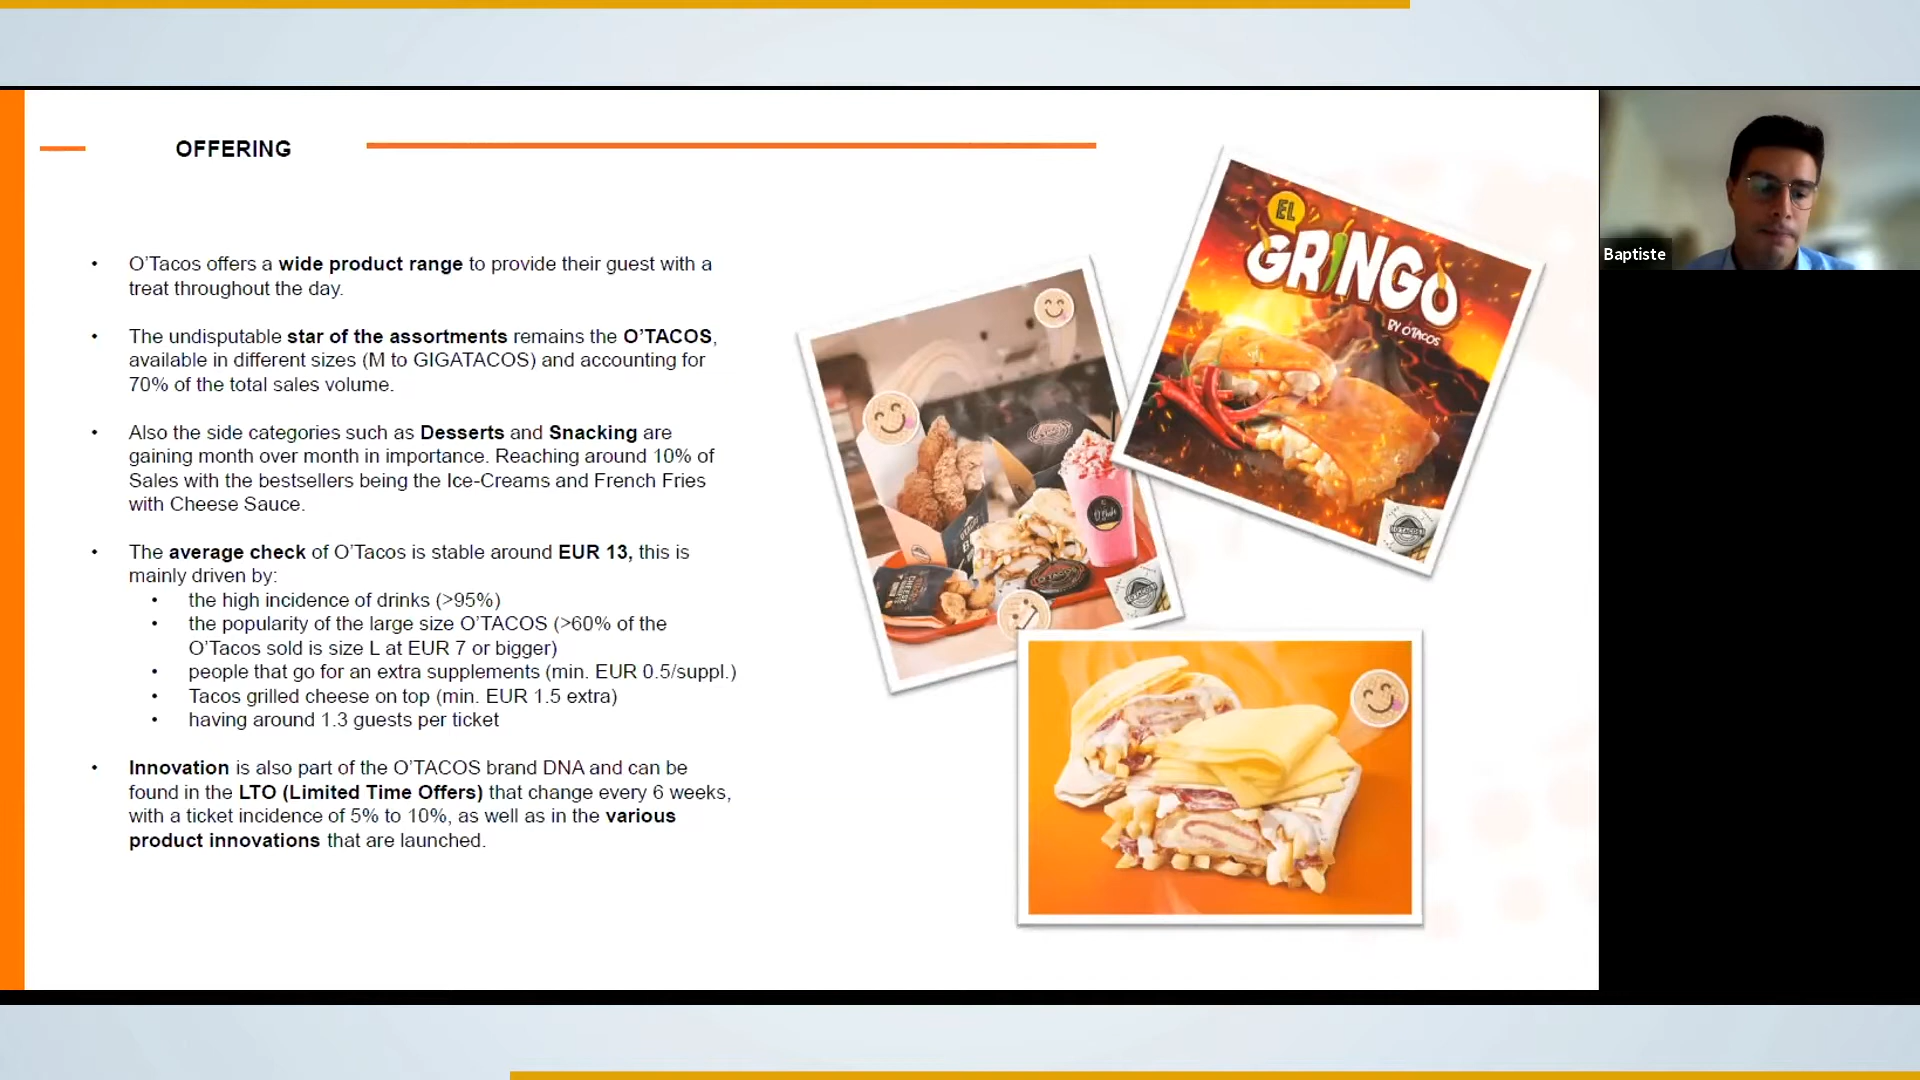 OFFERING
• O'Tacos offers a wide product range to provide their guest with a
treat throughout the day.
• The undisputable star of the assortments remains the O'TACOS,
available in different sizes (M to GIGATACOS) and accounting for
70% of the total sales volume.
• Also the side categories such as Desserts and Snacking are
gaining month over month in importance. Reaching around 10% of
Sales with the bestsellers being the Ice-Creams and French Fries
with Cheese Sauce.
• The average check of O'Tacos is stable around EUR 13, this is
mainly driven by:
• the high incidence of drinks (>95%)
• the popularity of the large size O'TACOS (>60% of the
O'Tacos sold is size L at EUR 7 or bigger)
• people that go for an extra supplements (min. EUR 0.5/suppl.)
• Tacos grilled cheese on top (min. EUR 1.5 extra)
• having around 1.3 guests per ticket
• Innovation is also part of the O'TACOS brand DNA and can be
found in the LTO (Limited Time Offers) that change every 6 weeks,
with a ticket incidence of 5% to 10%, as well as in the various
product innovations that are launched.
EL
GRINGO
BY O'TACOS
O'TACOS
O'TACOS
Baptiste